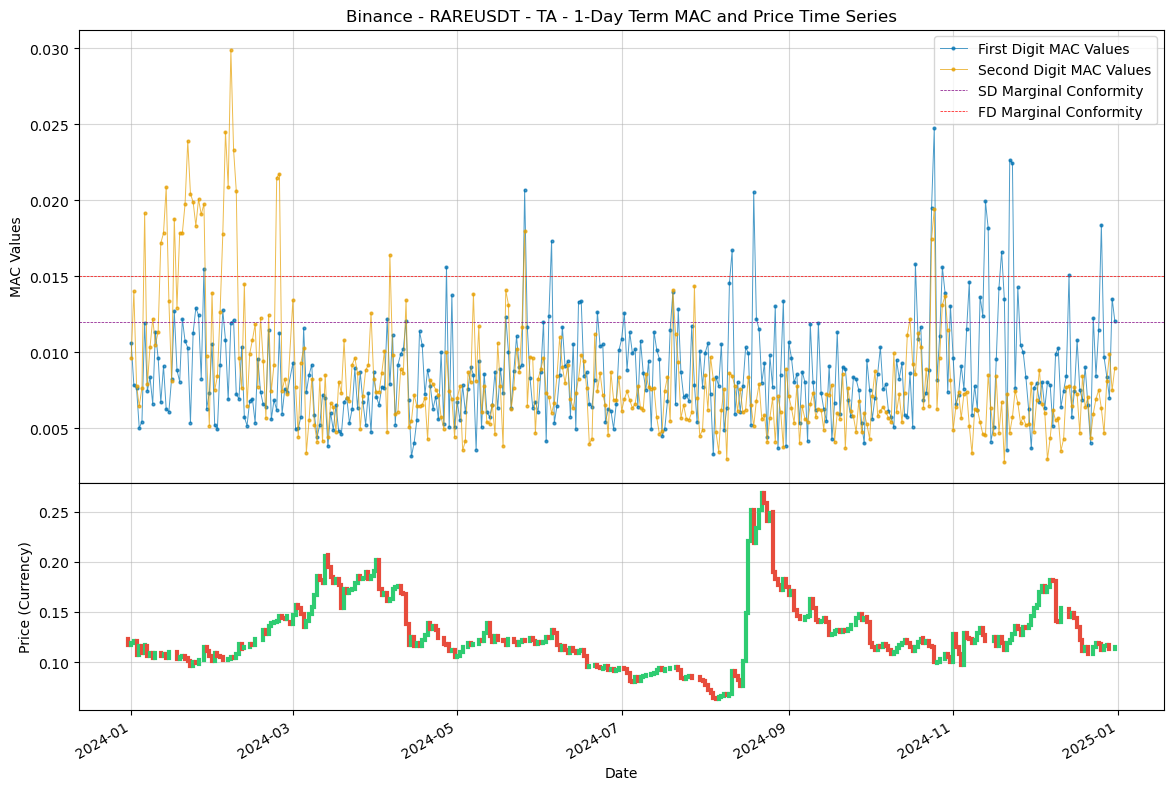 Binance - RAREUSDT - TA - 1-Day Term MAC and Price Time Series
First Digit MAC Values
Second Digit MAC Values
SD Marginal Conformity
FD Marginal Conformity
MAC Values
0.030
0.025
0.020
0.015
0.010
0.005
Price (Currency)
0.25
0.20
0.15
0.10
2024-01
2024-03
2024-05
2024-07
2024-09
2024-11
2025-01
Date